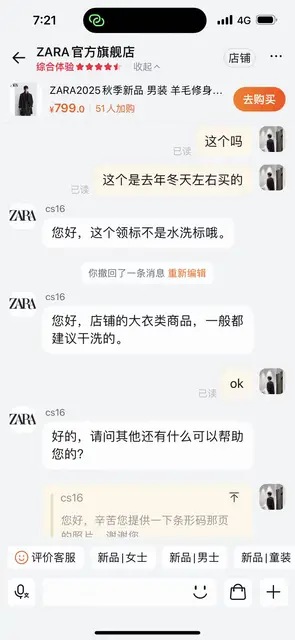 7:21
4G 71
ZARA官方旗舰店
综合体验
收起
店铺
ZARA2025秋季新品 男装 羊毛修身...
¥799.0
51人加购
去购买
这个吗
已读
这个是去年冬天左右买的
已读
ZARA
cs16
您好，这个领标不是水洗标哦。
你撤回了一条消息 重新编辑
ZARA
cs16
您好，店铺的大衣类商品，一般都
建议干洗的。
ok
已读
ZARA
cs16
好的，请问其他还有什么可以帮助
您的？
cs16
您好，辛苦您提供一下条形码那页
的照片，谢谢您
评价客服
新品|女士
新品|男士
新品|童装